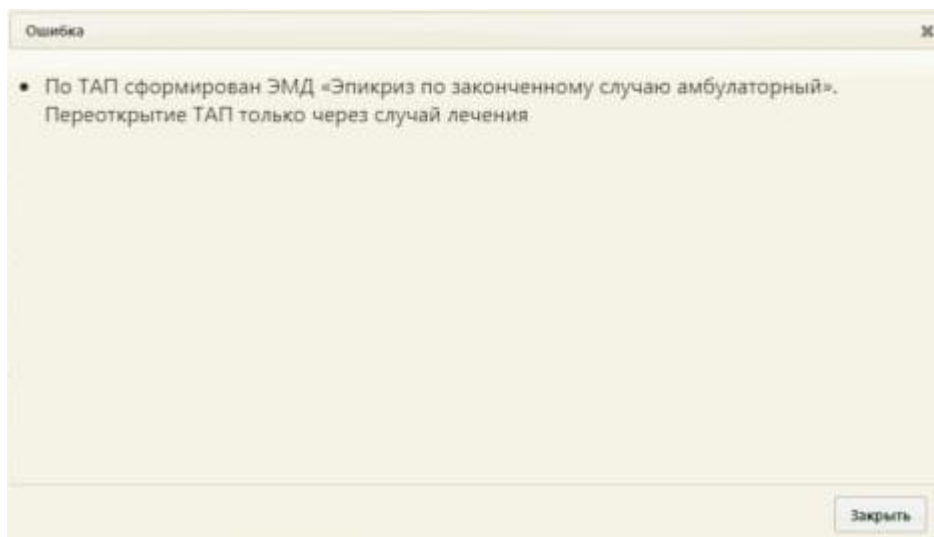 Ошибка
По ТАП сформирован ЭМД «Эпикриз по законченному случаю амбулаторный».
Переоткрытие ТАП только через случай лечения
Закрыть